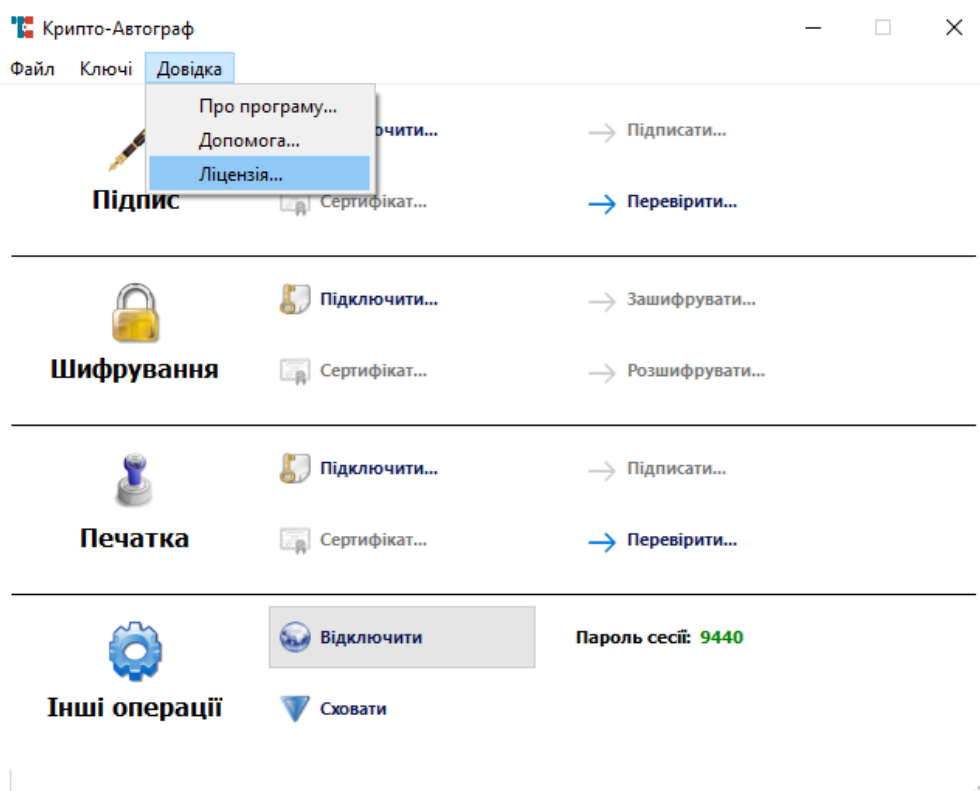 Крипто-Автограф
Файл Ключі Довідка
Про програму...
Допомога...
Ліцензія...
ючити... Підписати...
Підпис Сертифікат... Перевірити...
Підключити... Зашифрувати...
Шифрування Сертифікат... Розшифрувати...
Підключити... Підписати...
Печатка Сертифікат... Перевірити...
Відключити Пароль сесії: 9440
Інші операції Сховати